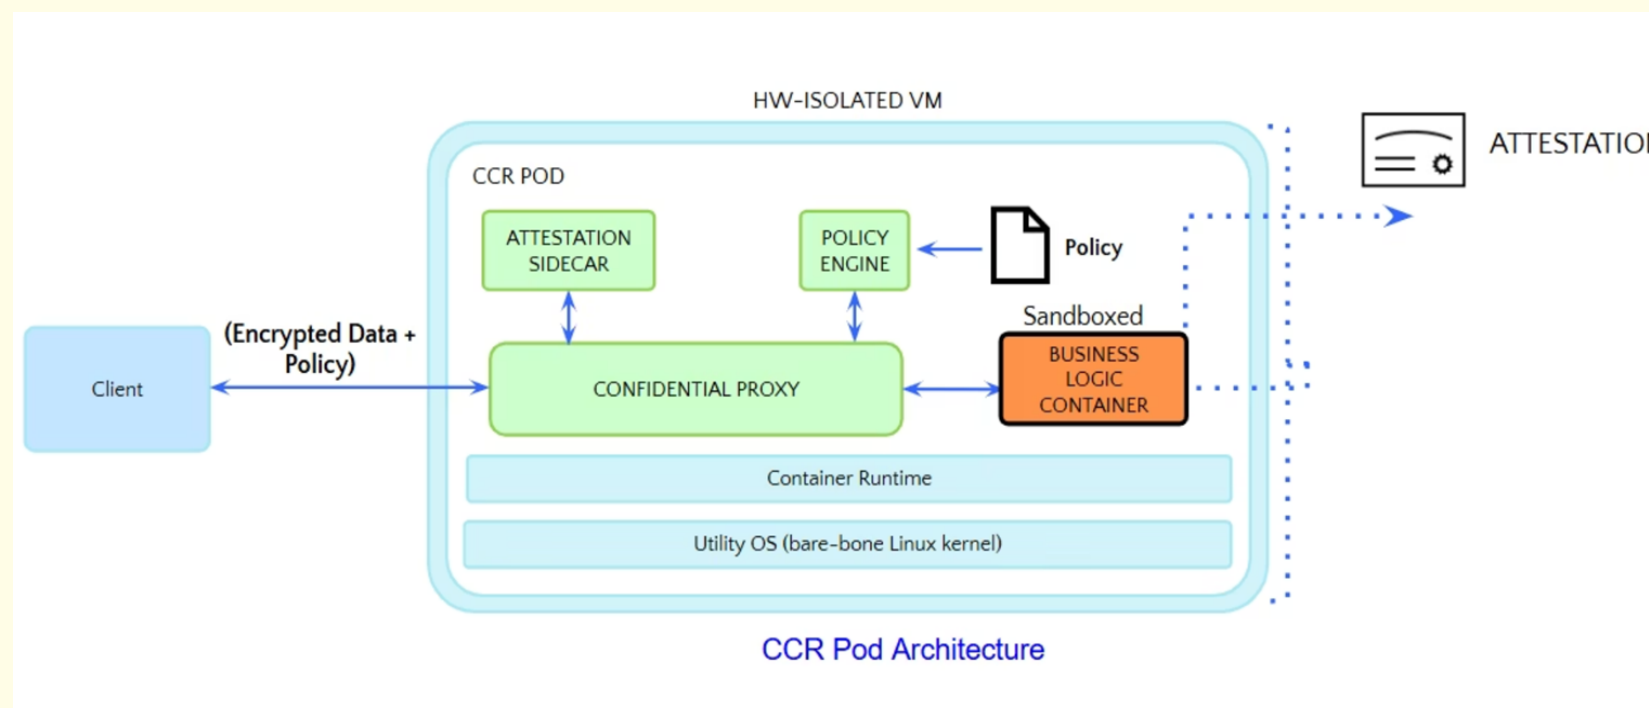 HW-ISOLATED VM
ATTESTATIO
CCR POD
ATTESTATION
SIDECAR
POLICY
ENGINE
Policy
Sandboxed
(Encrypted Data +
Policy)
Client
CONFIDENTIAL PROXY
BUSINESS
LOGIC
CONTAINER
Container Runtime
Utility OS (bare-bone Linux kernel)
CCR Pod Architecture